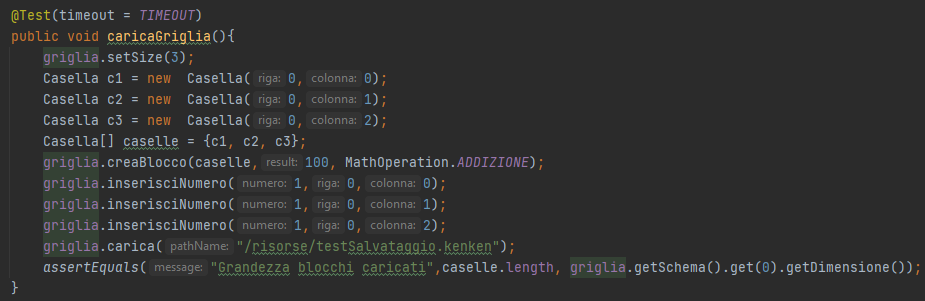 @Test(timeout = TIMEOUT)
public void caricaGriglia(){
griglia.setSize(3);
Casella c1 = new  Casella( riga: 0, colonna: 0);
Casella c2 = new  Casella( riga: 0, colonna: 1);
Casella c3 = new  Casella( riga: 0, colonna: 2);
Casella[] caselle = {c1, c2, c3};
griglia.creaBlocco(caselle, result: 100, MathOperation.ADDIZIONE);
griglia.inserisciNumero( numero: 1, riga: 0, colonna: 0);
griglia.inserisciNumero( numero: 1, riga: 0, colonna: 1);
griglia.inserisciNumero( numero: 1, riga: 0, colonna: 2);
griglia.carica( pathName: "/risorse/testSalvataggio.kenken");
assertEquals( message: "Grandezza blocchi caricati",caselle.length, griglia.getSchema().get(0).getDimensione());
}